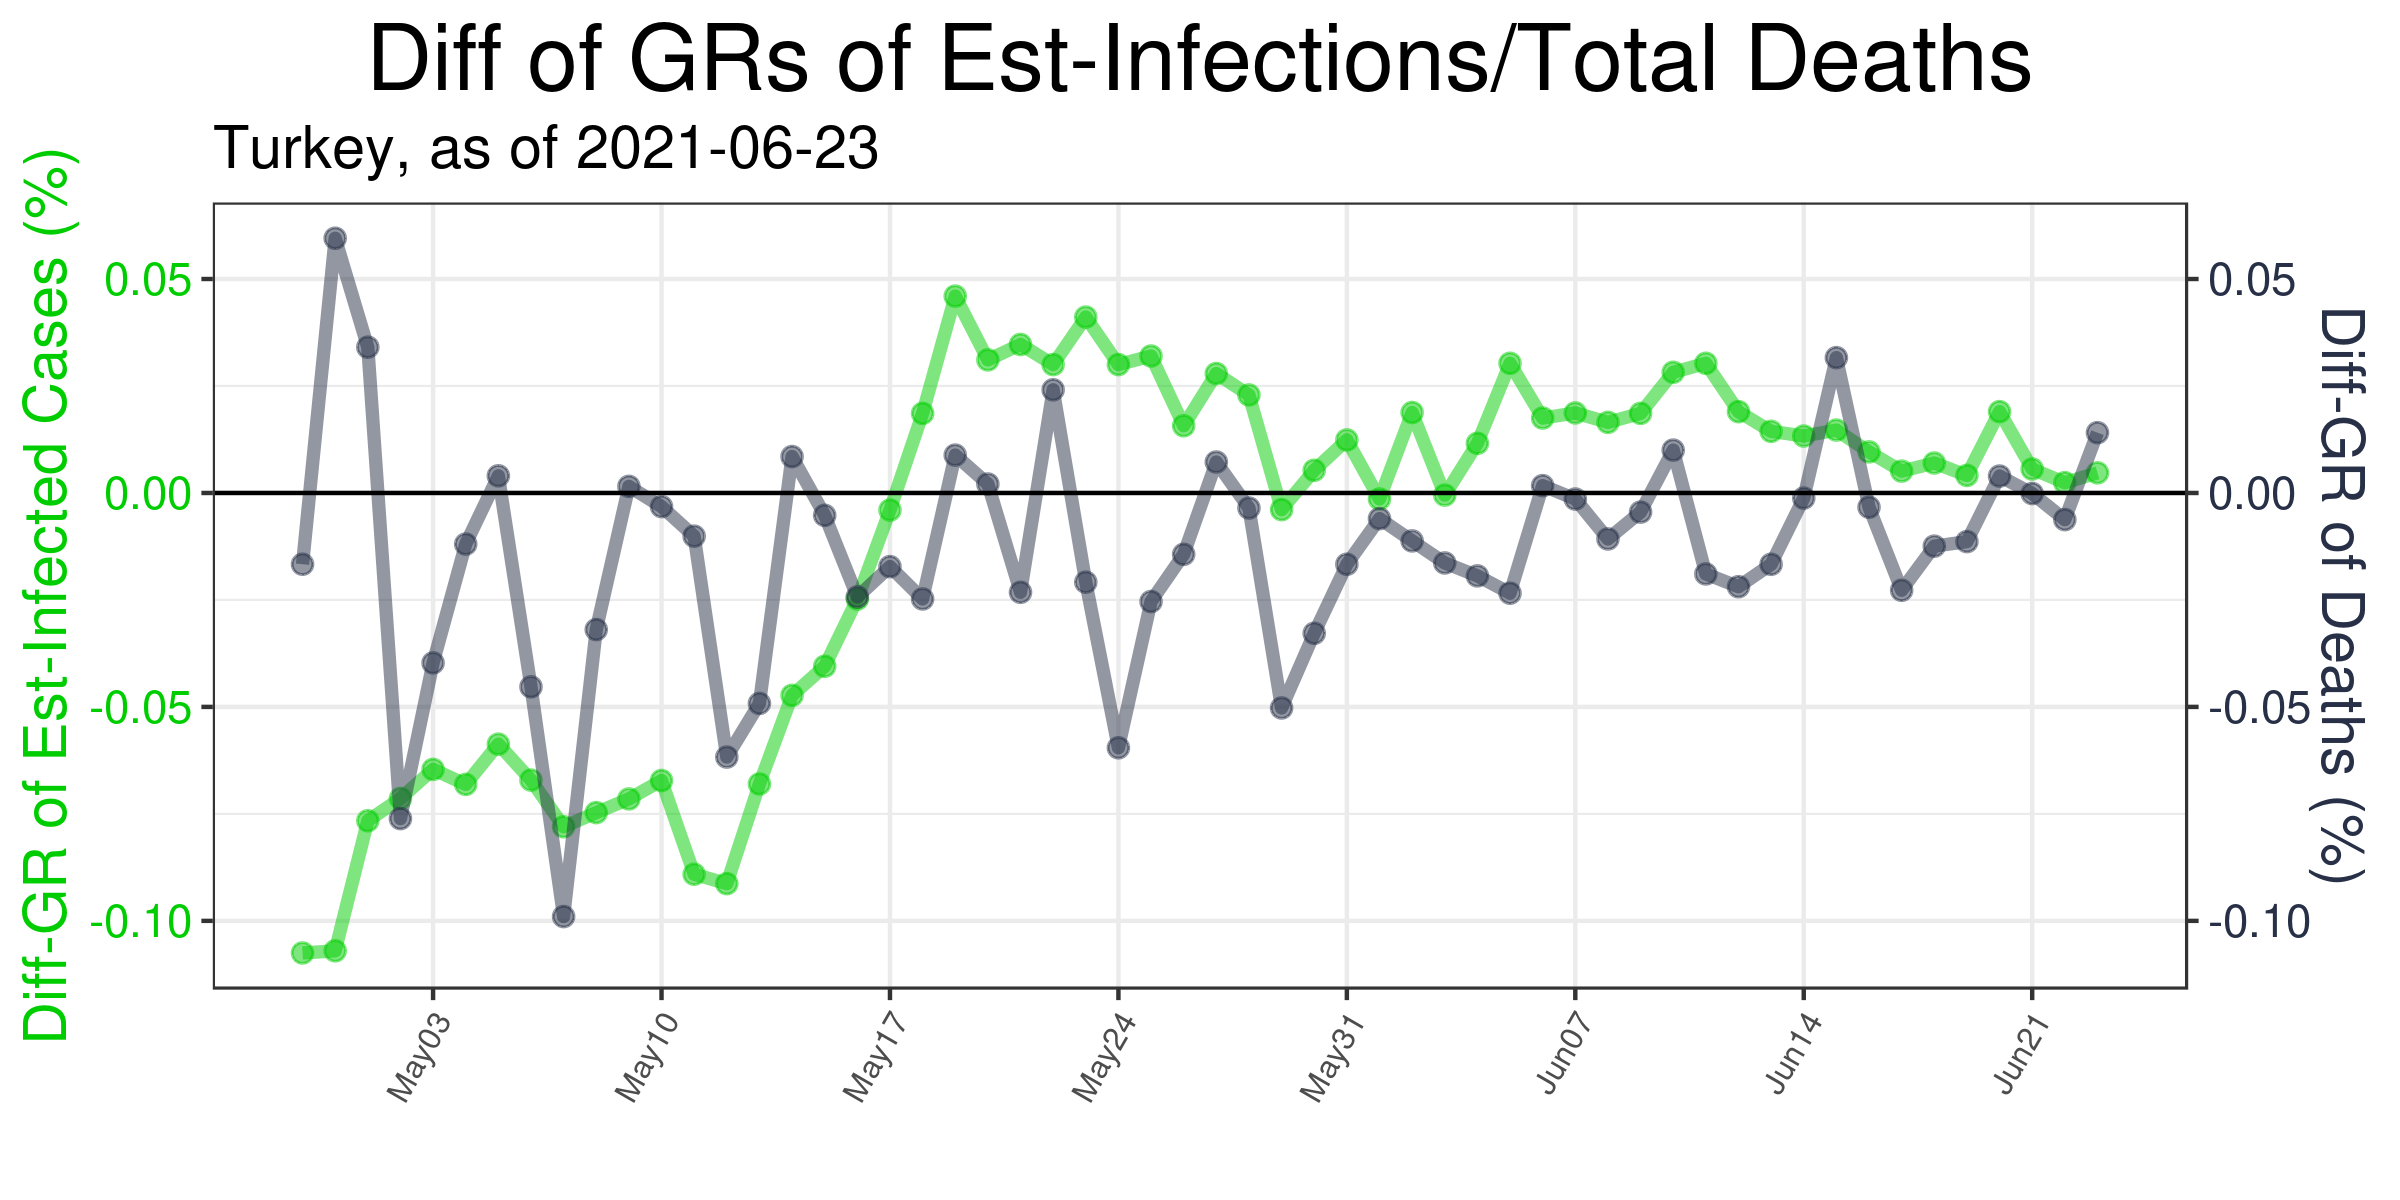 Diff of GRs of Est-Infections/Total Deaths
Turkey, as of 2021-06-23
Diff-GR of Est-Infected Cases (%)
0.05
0.00
-0.05
-0.10
0.05
0.00
-0.05
-0.10
Diff-GR of Deaths (%)
May03
May10
May17
May24
May31
Jun07
Jun14
Jun21